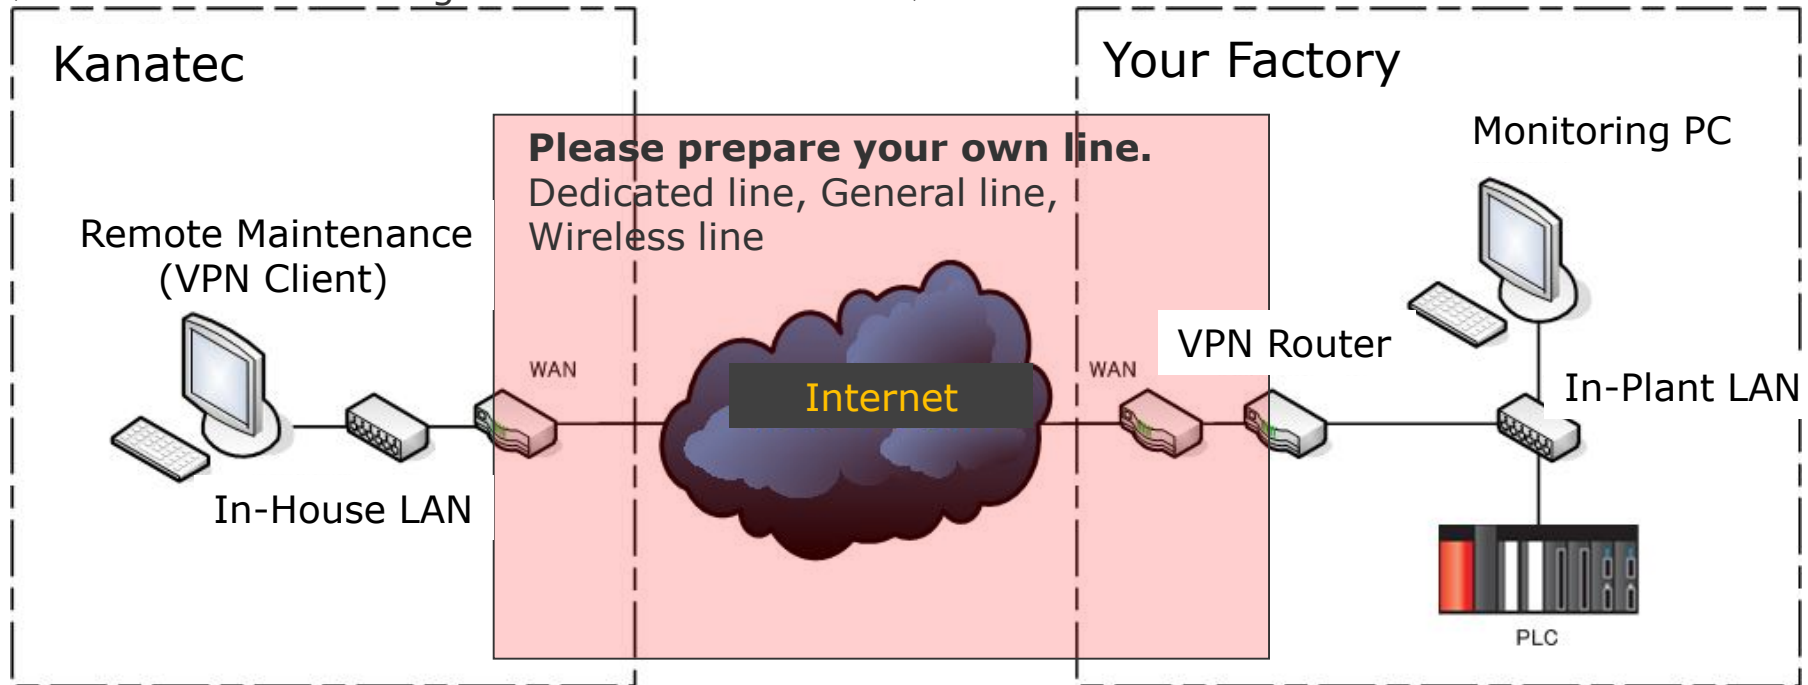 Kanatec
Your Factory
Please prepare your own line.
Dedicated line, General line,
Wireless line
Monitoring PC
Remote Maintenance
(VPN Client)
WAN
Internet
WAN
VPN Router
In-Plant LAN
In-House LAN
PLC